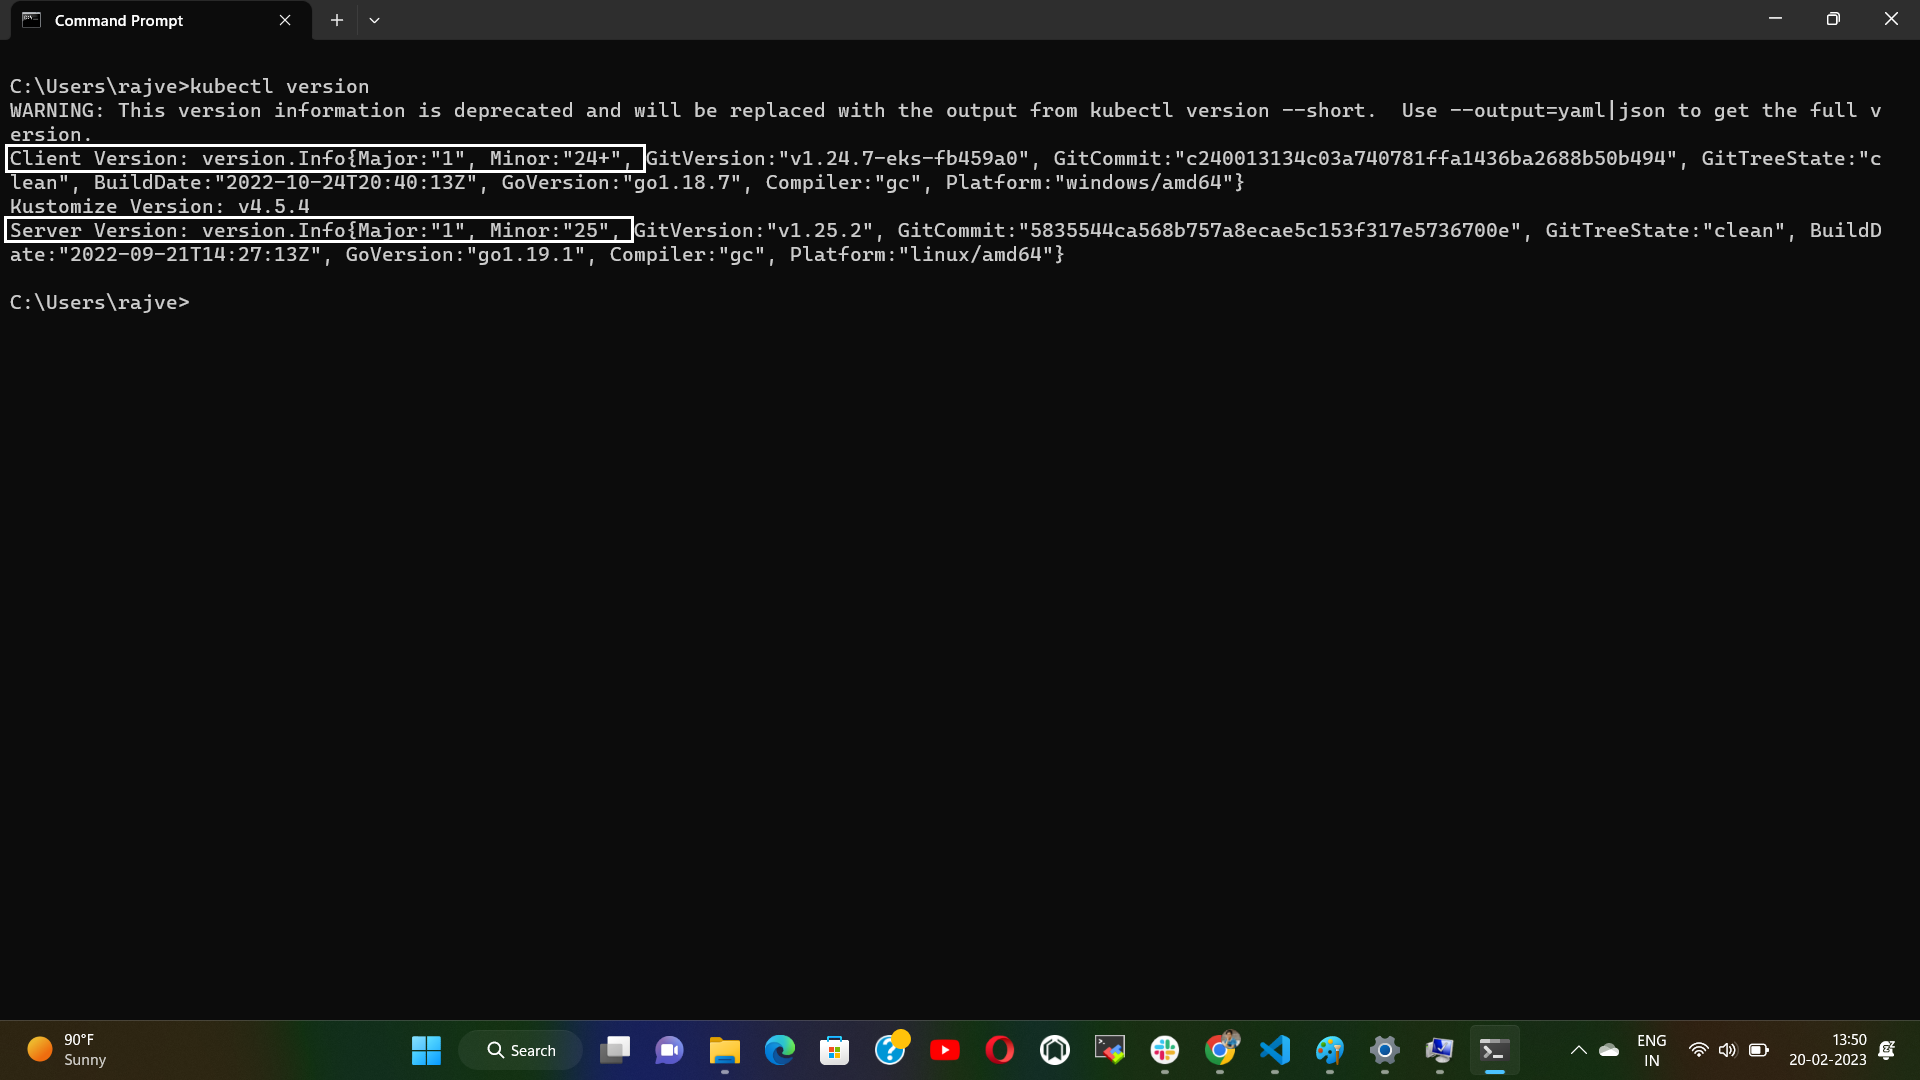 Command Prompt
C:\Users\rajve>kubectl version
WARNING: This version information is deprecated and will be replaced with the output from kubectl version --short.  Use --output=yaml|json to get the full v
ersion.
Client Version: version.Info{Major:"1", Minor:"24+", GitVersion:"v1.24.7-eks-fb459a0", GitCommit:"c240013134c03a740781ffa1436ba2688b50b494", GitTreeState:"c
lean", BuildDate:"2022-10-24T20:40:13Z", GoVersion:"go1.18.7", Compiler:"gc", Platform:"windows/amd64"}
Kustomize Version: v4.5.4
Server Version: version.Info{Major:"1", Minor:"25", GitVersion:"v1.25.2", GitCommit:"5835544ca568b757a8ecae5c153f317e5736700e", GitTreeState:"clean", BuildD
ate:"2022-09-21T14:27:13Z", GoVersion:"go1.19.1", Compiler:"gc", Platform:"linux/amd64"}
C:\Users\rajve>
90°F
Sunny
Search
ENG
IN
13:50
20-02-2023